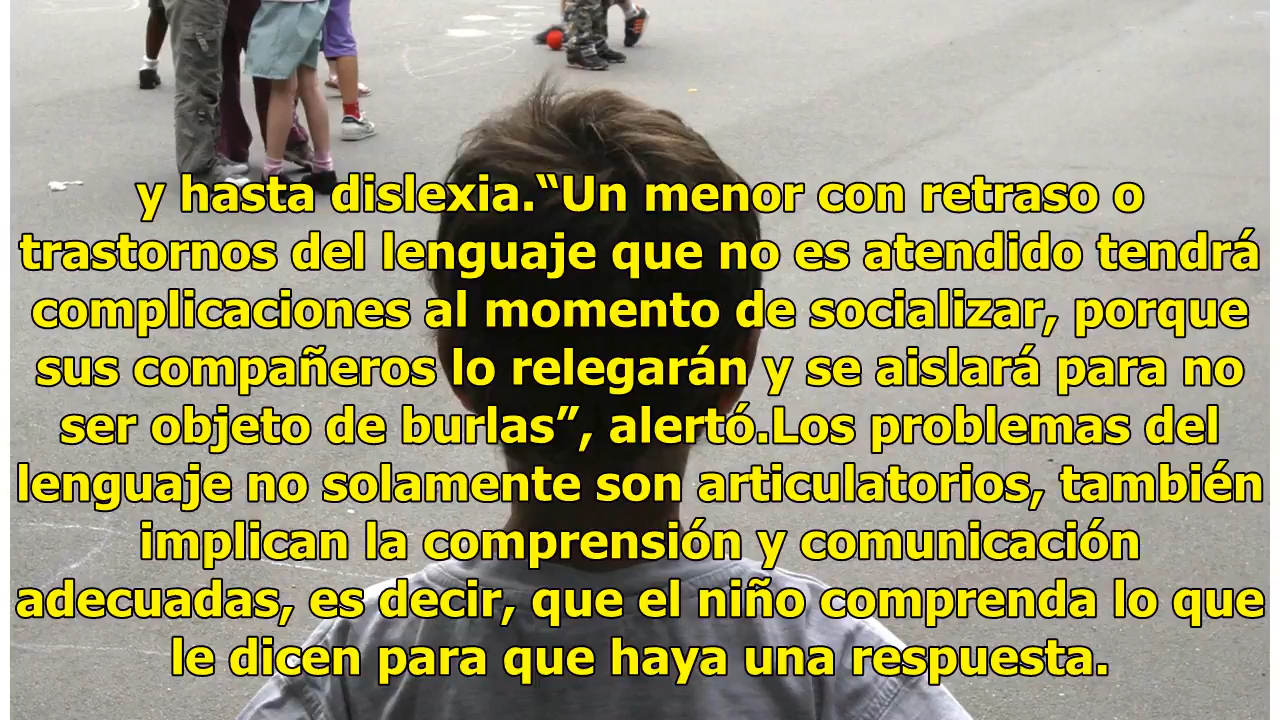 y hasta dislexia.“Un menor con retraso o
trastornos del lenguaje que no es atendido tendrá
complicaciones al momento de socializar, porque
sus compañeros lo relegarán y se aislará para no
ser objeto de burlas”, alertó.Los problemas del
lenguaje no solamente son articulatorios, también
implican la comprensión y comunicación
adecuadas, es decir, que el niño comprenda lo que
le dicen para que haya una respuesta.